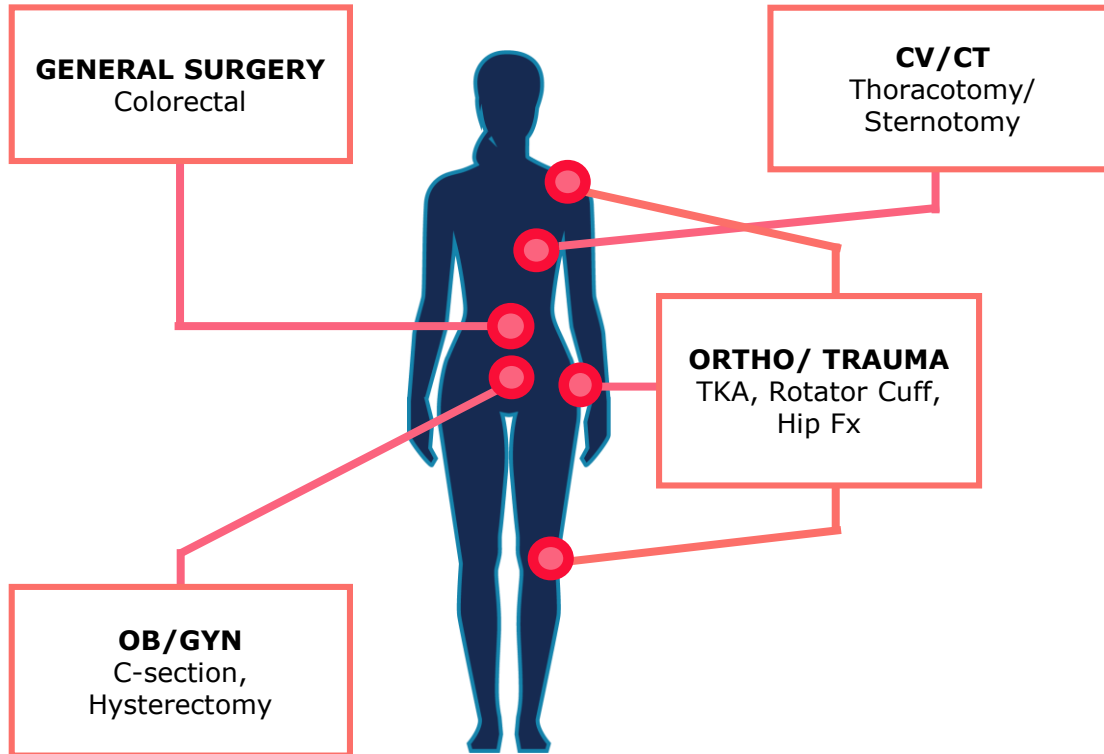 GENERAL SURGERY
Colorectal
CV/CT
Thoracotomy/
Sternotomy
ORTHO/ TRAUMA
TKA, Rotator Cuff,
Hip Fx
OB/GYN
C-section,
Hysterectomy